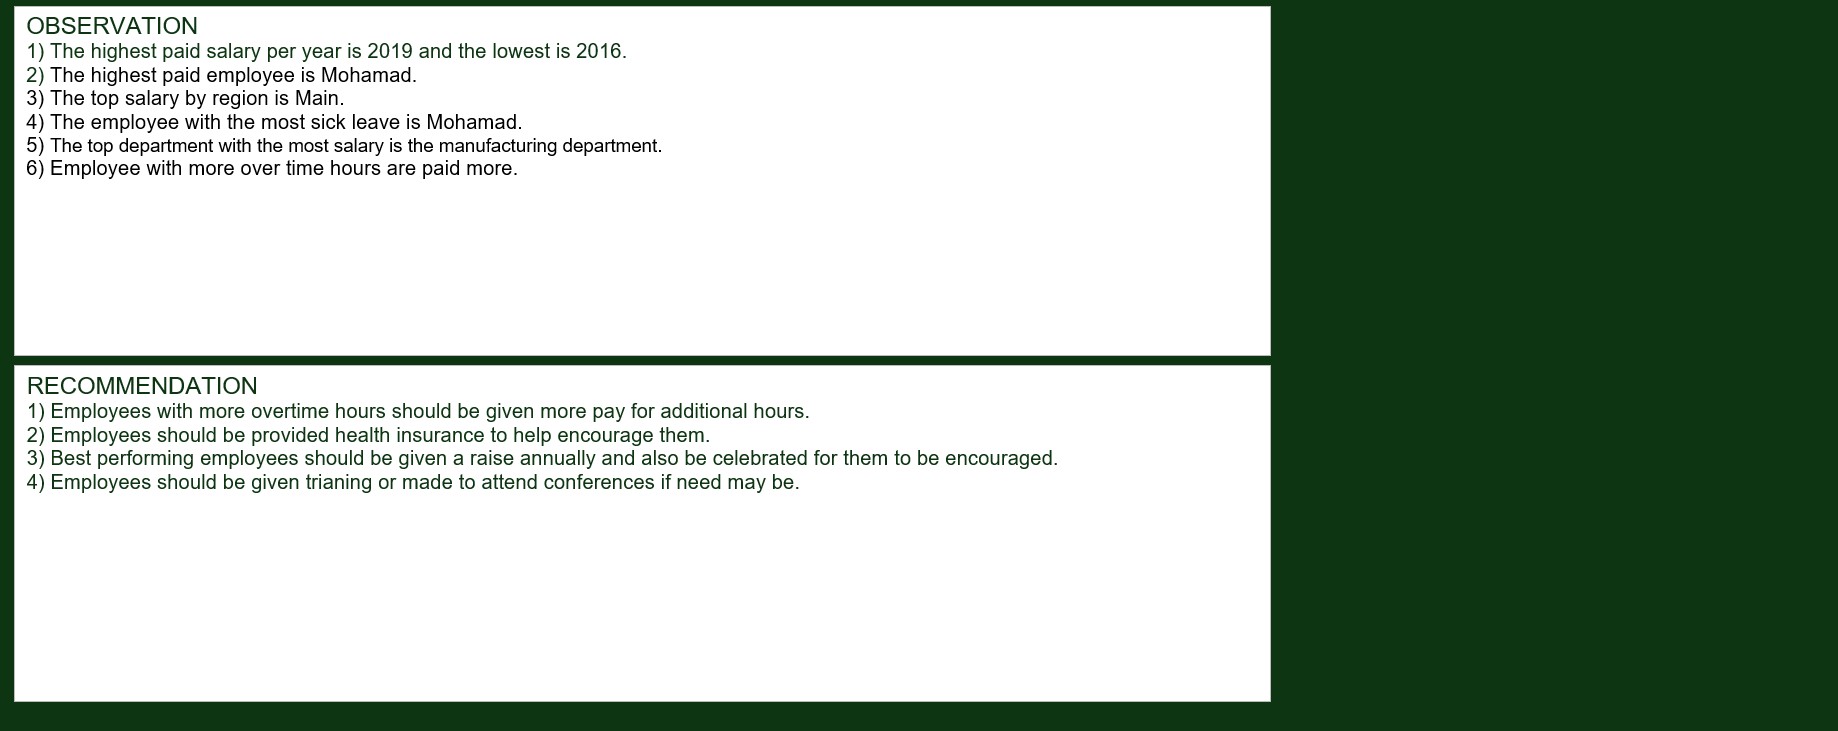 OBSERVATION
1) The highest paid salary per year is 2019 and the lowest is 2016.
2) The highest paid employee is Mohamad.
3) The top salary by region is Main.
4) The employee with the most sick leave is Mohamad.
5) The top department with the most salary is the manufacturing department.
6) Employee with more over time hours are paid more.
RECOMMENDATION
1) Employees with more overtime hours should be given more pay for additional hours.
2) Employees should be provided health insurance to help encourage them.
3) Best performing employees should be given a raise annually and also be celebrated for them to be encouraged.
4) Employees should be given trianing or made to attend conferences if need may be.